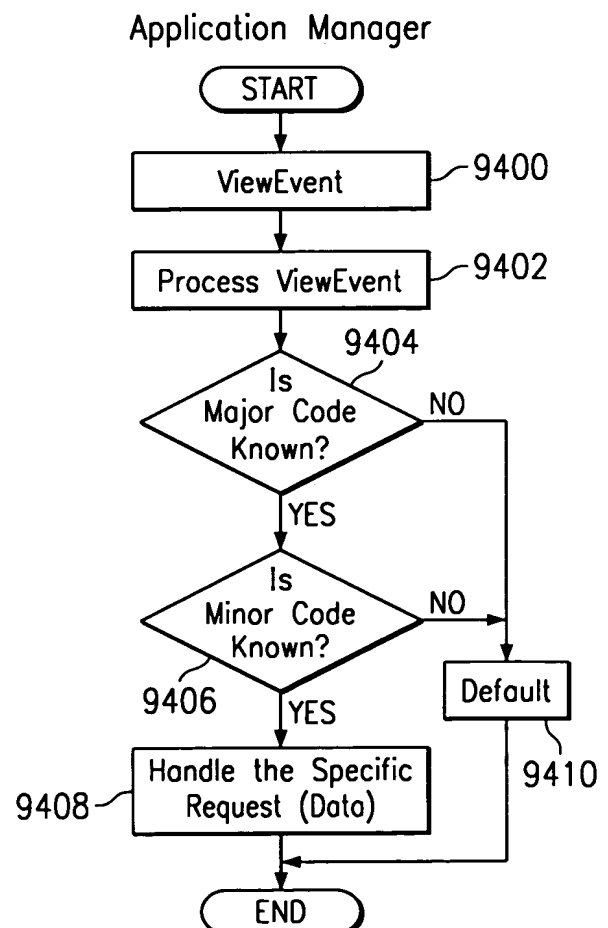 Application Manager
START
ViewEvent
9400
Process ViewEvent
9402
9404
Is
Major Code
Known?
NO
YES
Is
Minor Code
Known?
NO
9406
YES
Default
9410
Handle the Specific
Request (Data)
9408
END